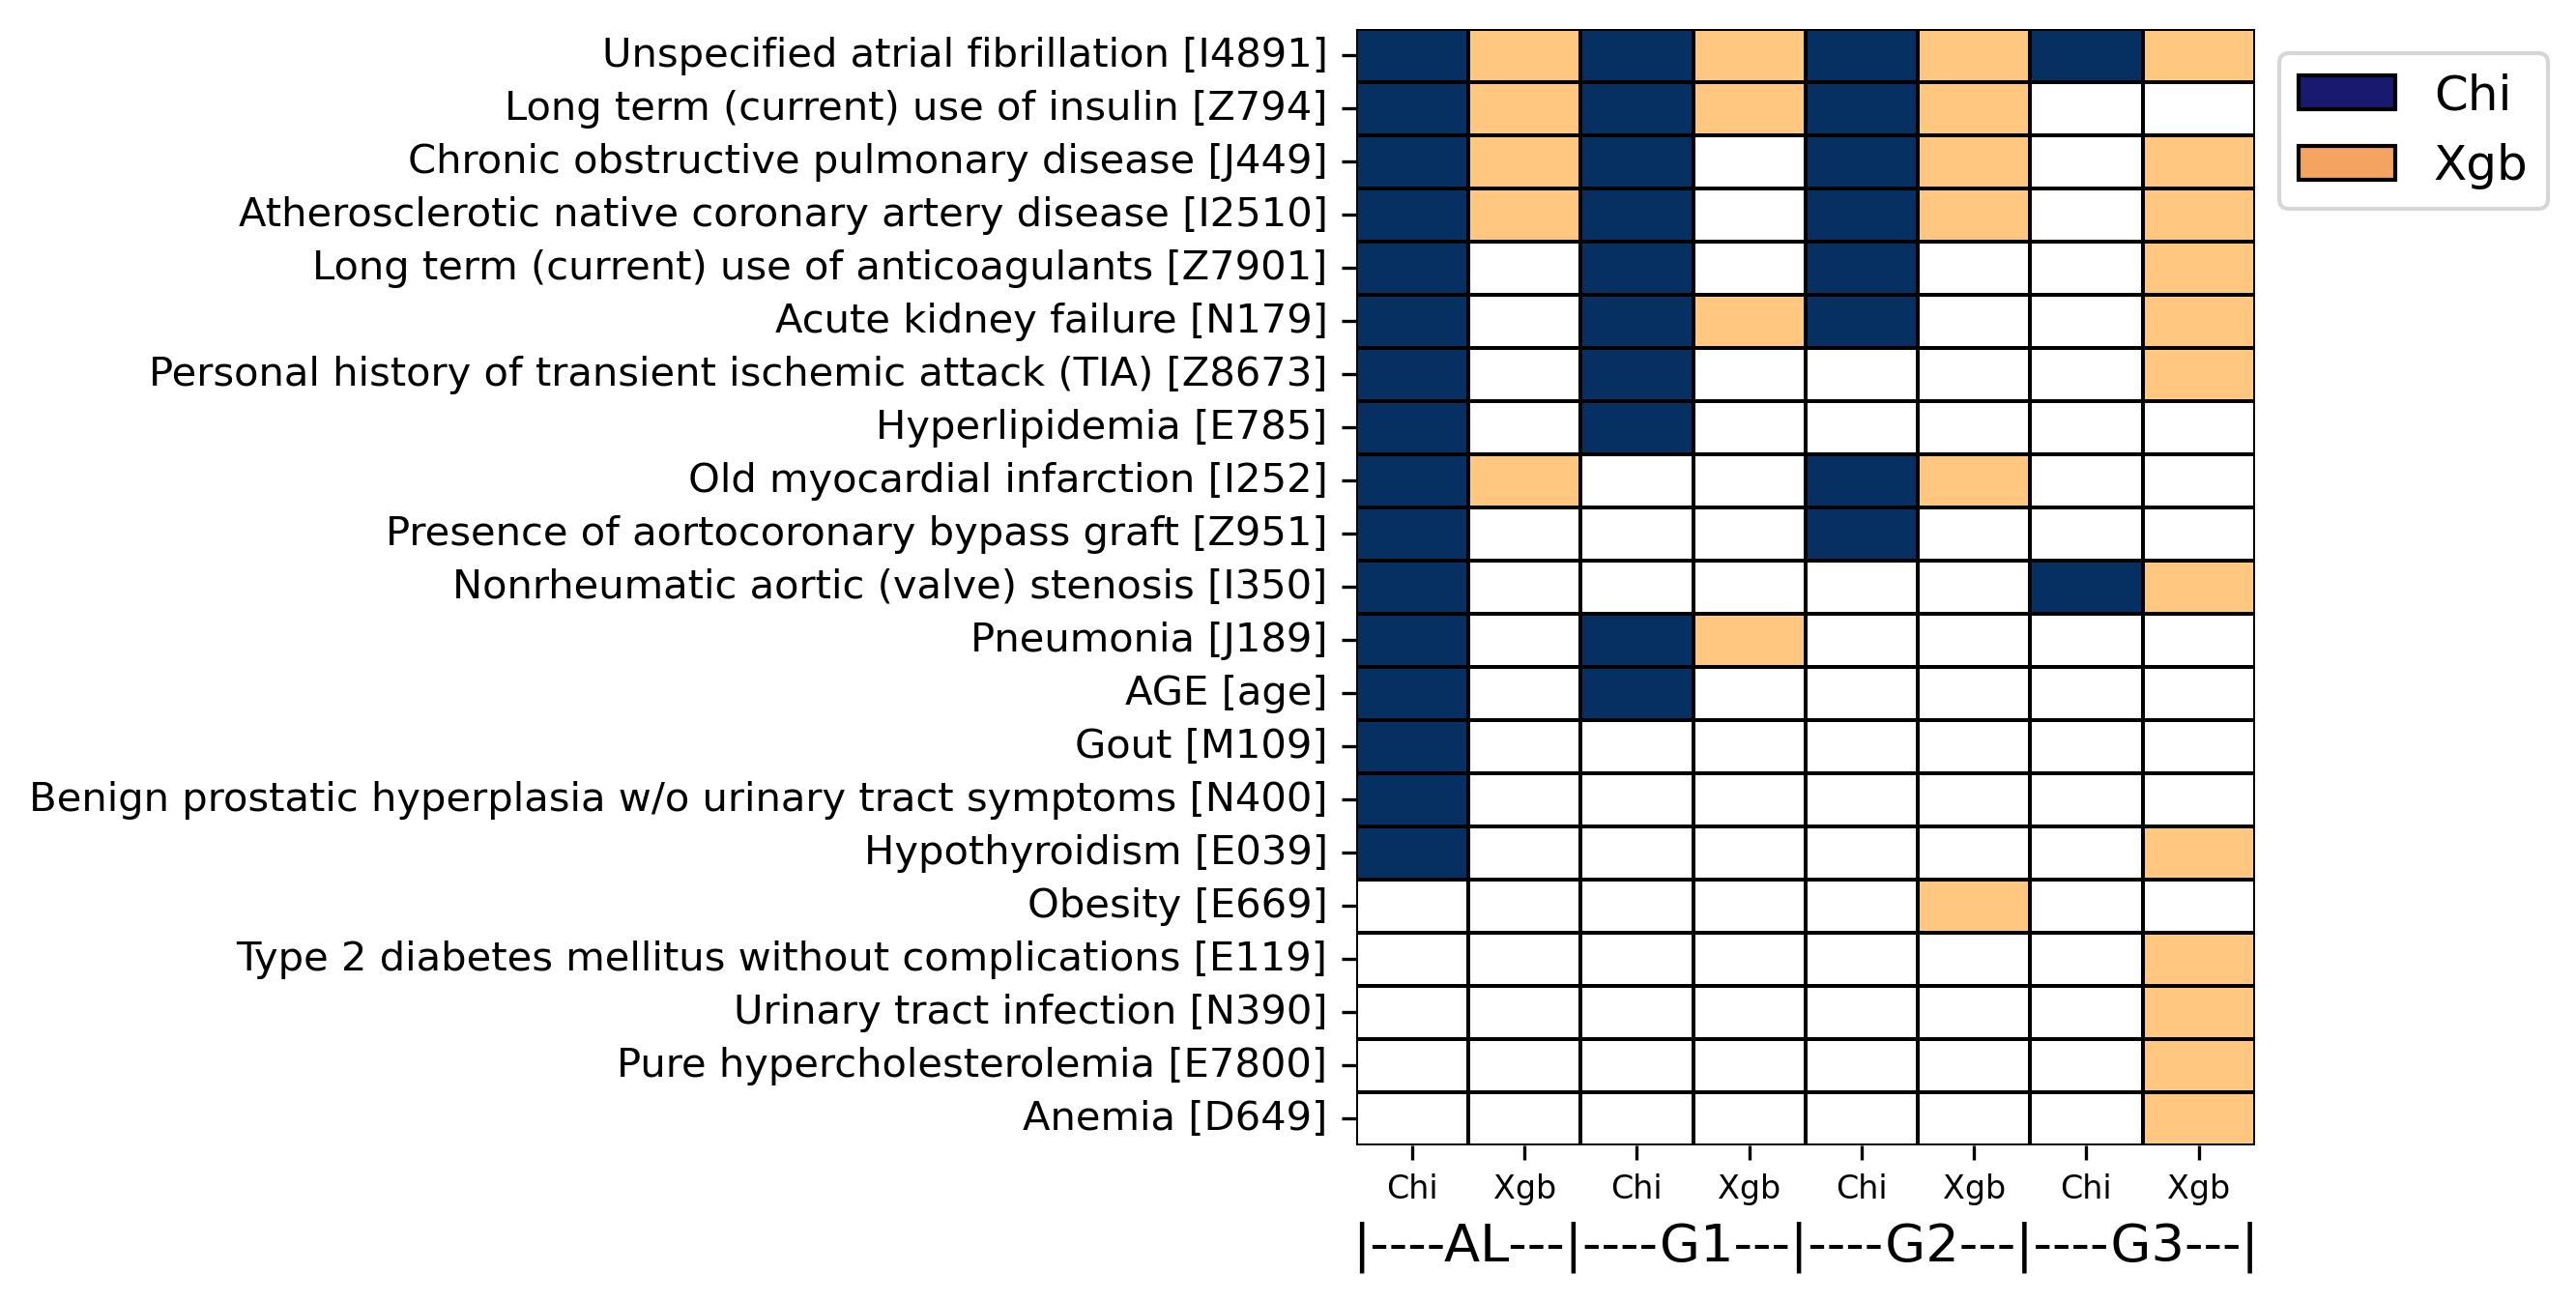 Unspecified atrial fibrillation [I4891]
Long term (current) use of insulin [Z794]
Chronic obstructive pulmonary disease [J449]
Atherosclerotic native coronary artery disease [I2510]
Long term (current) use of anticoagulants [Z7901]
Acute kidney failure [N179]
Personal history of transient ischemic attack (TIA) [Z8673]
Hyperlipidemia [E785]
Old myocardial infarction [I252]
Presence of aortocoronary bypass graft [Z951]
Nonrheumatic aortic (valve) stenosis [I350]
Pneumonia [J189]
AGE [age]
Gout [M109]
Benign prostatic hyperplasia w/o urinary tract symptoms [N400]
Hypothyroidism [E039]
Obesity [E669]
Type 2 diabetes mellitus without complications [E119]
Urinary tract infection [N390]
Pure hypercholesterolemia [E7800]
Anemia [D649]
Chi Xgb Chi Xgb Chi Xgb Chi Xgb
|----AL---|----G1---|----G2---|----G3---|
Chi
Xgb